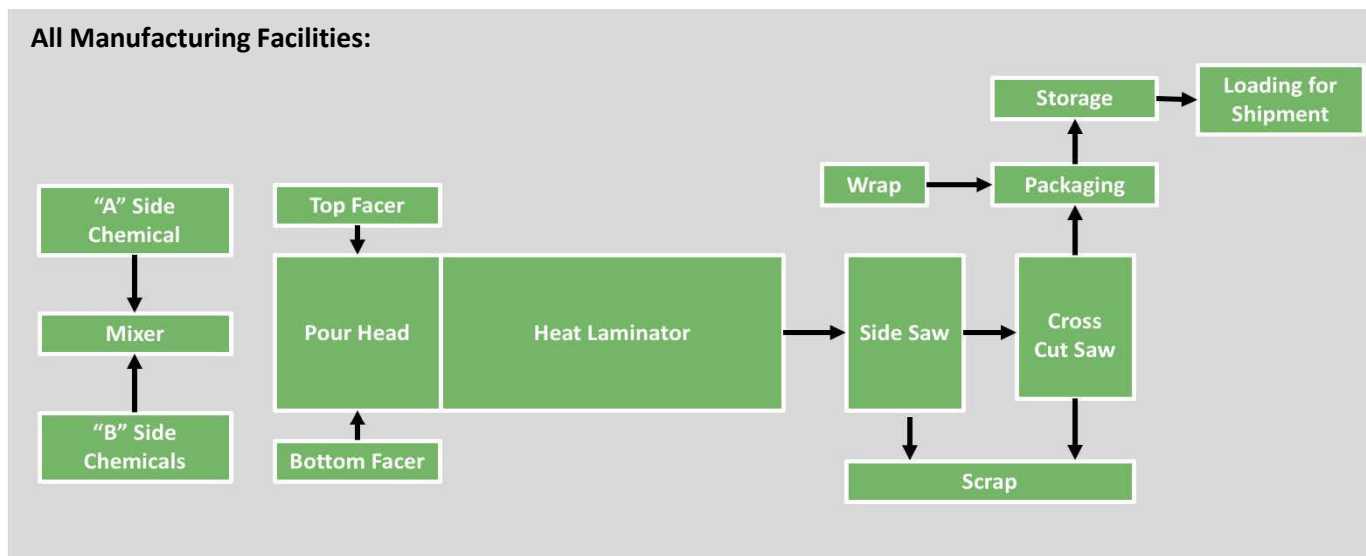 All Manufacturing Facilities:
Storage
Loading for
Shipment
Wrap
Packaging
“A” Side
Chemical
Top Facer
Mixer
Pour Head
Heat Laminator
Side Saw
Cross
Cut Saw
“B” Side
Chemicals
Bottom Facer
Scrap